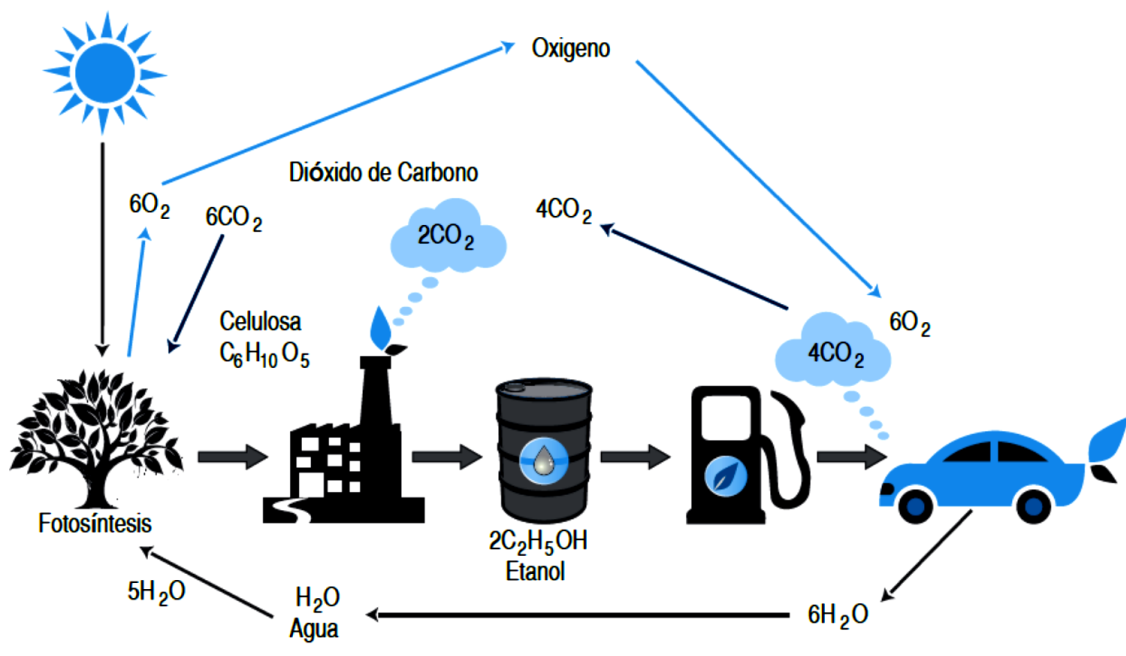 Oxigeno
Dióxido de Carbono
6O₂
6CO₂
2CO₂
4CO₂
Celulosa
C₆H₁₀O₅
6O₂
4CO₂
Fotosíntesis
2C₂H₅OH
Etanol
5H₂O
H₂O
Agua
6H₂O